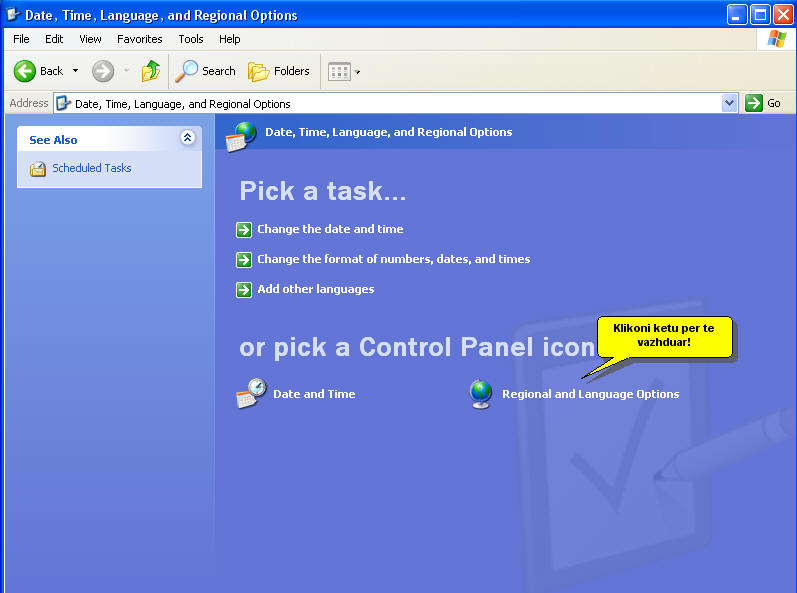 Date, Time, Language, and Regional Options
File Edit View Favorites Tools Help
Back Search Folders
Address Date, Time, Language, and Regional Options Go
See Also
Scheduled Tasks
Date, Time, Language, and Regional Options
Pick a task...
Change the date and time
Change the format of numbers, dates, and times
Add other languages
or pick a Control Panel icon
Klikoni ketu per te
vazhduar!
Date and Time
Regional and Language Options